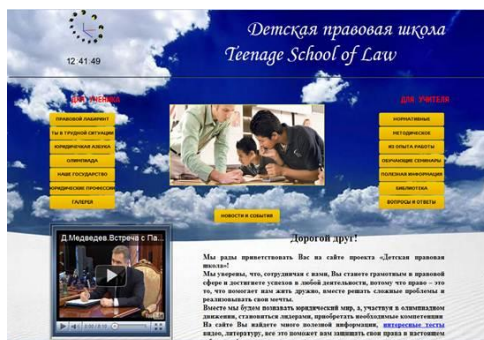 Детская правовая школа
Teenage School of Law
12:41:49
ДЛЯ УЧЕНИКА
ПРАВОВОЙ ЛАБИРИНТ
ТЫ В ТРУДНОЙ СИТУАЦИИ
ЮРИДИЧЕСКАЯ АЗБУКА
ОЛИМПИАДА
НАШЕ ГОСУДАРСТВО
ЮРИДИЧЕСКИЕ ПРОФЕССИИ
ГАЛЕРЕЯ
ДЛЯ УЧИТЕЛЯ
НОРМАТИВНЫЕ
МЕТОДИЧЕСКОЕ
ИЗ ОПЫТА РАБОТЫ
ОБУЧАЮЩИЕ СЕМИНАРЫ
ПОЛЕЗНАЯ ИНФОРМАЦИЯ
БИБЛИОТЕКА
ВОПРОСЫ И ОТВЕТЫ
НОВОСТИ И СОБЫТИЯ
Д.Медведев.Встреча с Па...
Дорогой друг!
Мы рады приветствовать Вас на сайте проекта «Детская правовая
школа»!
Мы уверены, что, сотрудничая с нами, Вы станете грамотным в правовой
сфере и достигнете успехов в любой деятельности, потому что право – это
то, что помогает нам жить дружно, вместе решать сложные проблемы и
реализовывать свои мечты.
Вместе мы будем познавать юридический мир, а, участвуя в олимпиадном
движении, становиться лидерами, приобретать необходимые компетенции
На сайте Вы найдете много полезной информации, интересные тесты
видео, литературу, все это поможет вам защищать свои права в настоящем